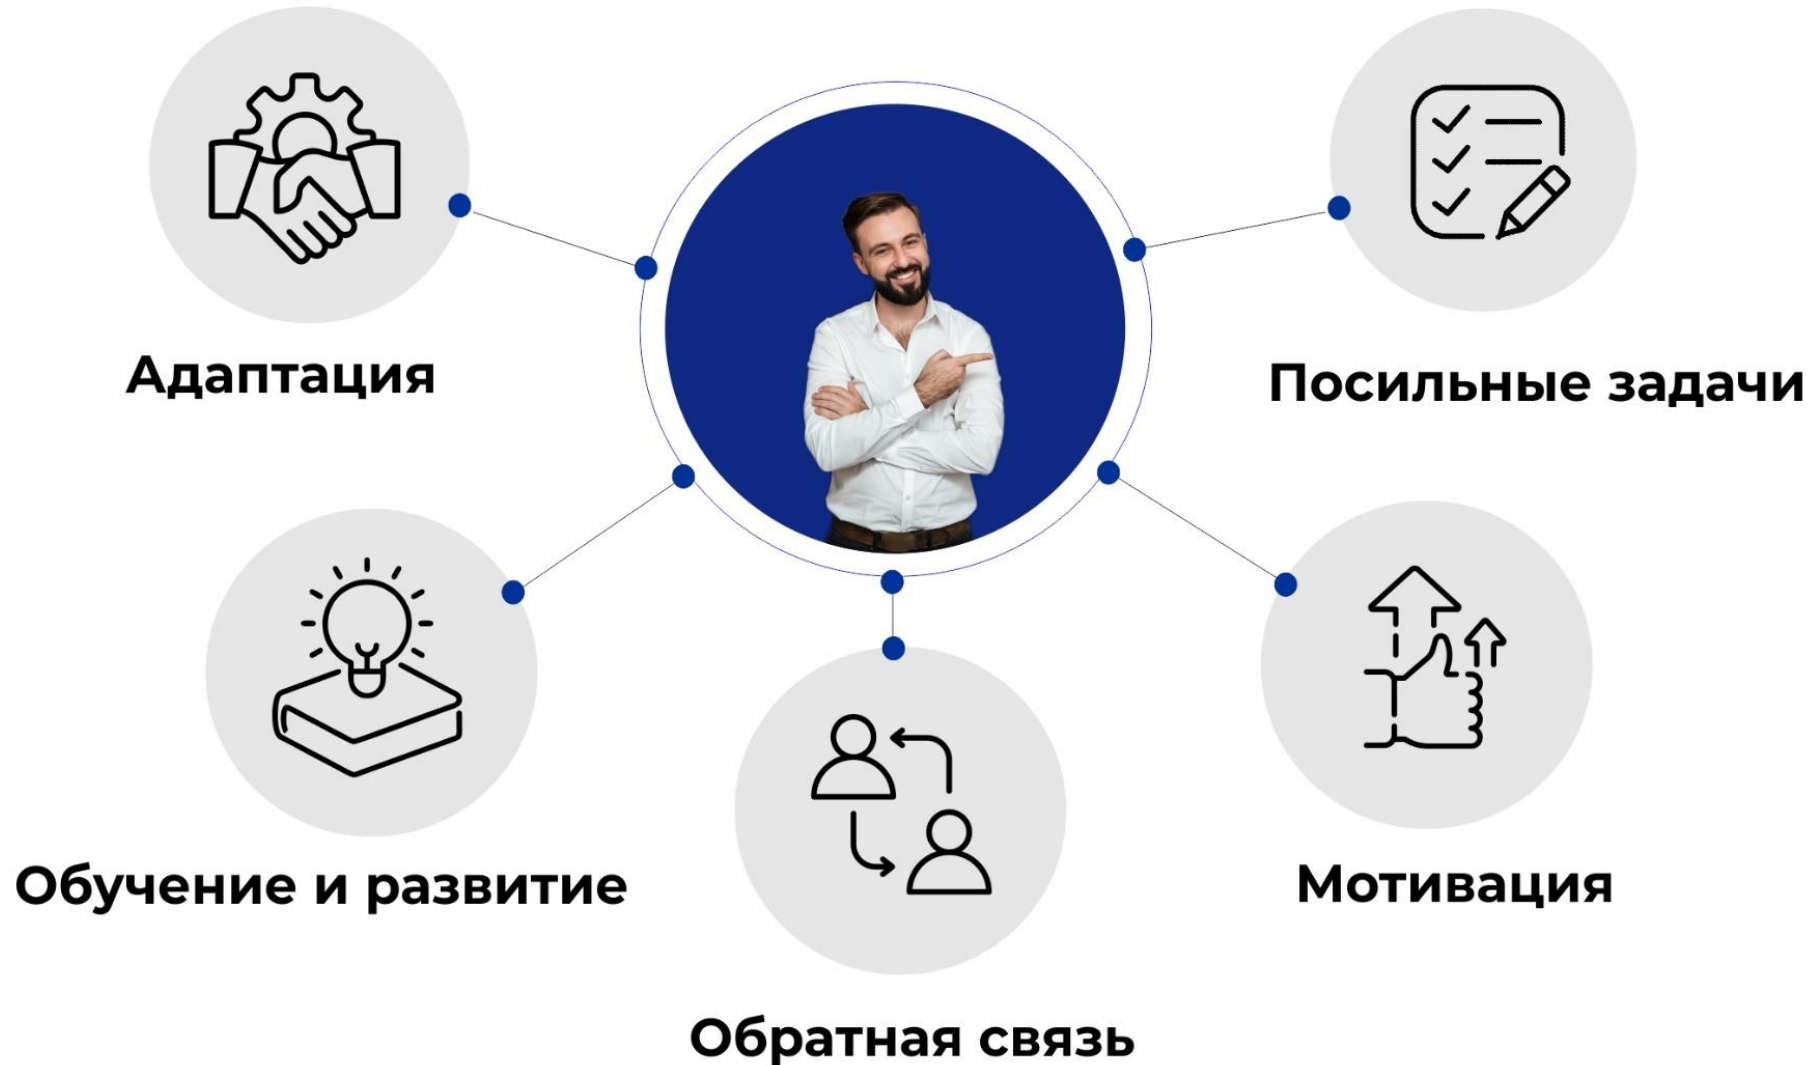 Адаптация
Посильные задачи
Обучение и развитие
Мотивация
Обратная связь